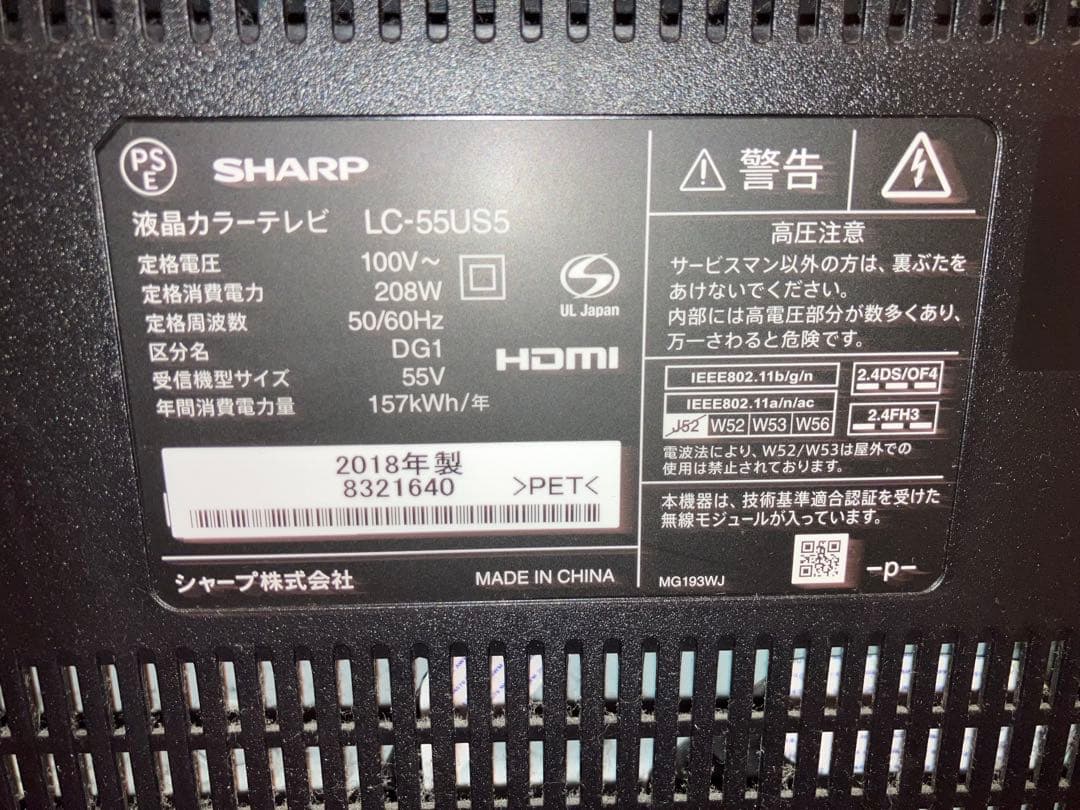 PSE
SHARP
液晶カラーテレビ LC-55US5
定格電圧 100V～
定格消費電力 208W
定格周波数 50/60Hz
区分名 DG1
受信機型サイズ 55V
年間消費電力量 157kWh/年
UL Japan
HDMI
2018年製
8321640 >PET<
シャープ株式会社 MADE IN CHINA
警告
高圧注意
サービスマン以外の方は、裏ぶたを
あけないでください。
内部には高電圧部分が数多くあり、
万一さわると危険です。
IEEE802.11b/g/n 2.4DS/OF4
IEEE802.11a/n/ac
J52 W52 W53 W56 2.4FH3
電波法により、W52/W53は屋外での
使用は禁止されております。
本機器は、技術基準適合認証を受けた
無線モジュールが入っています。
MG193WJ -p-